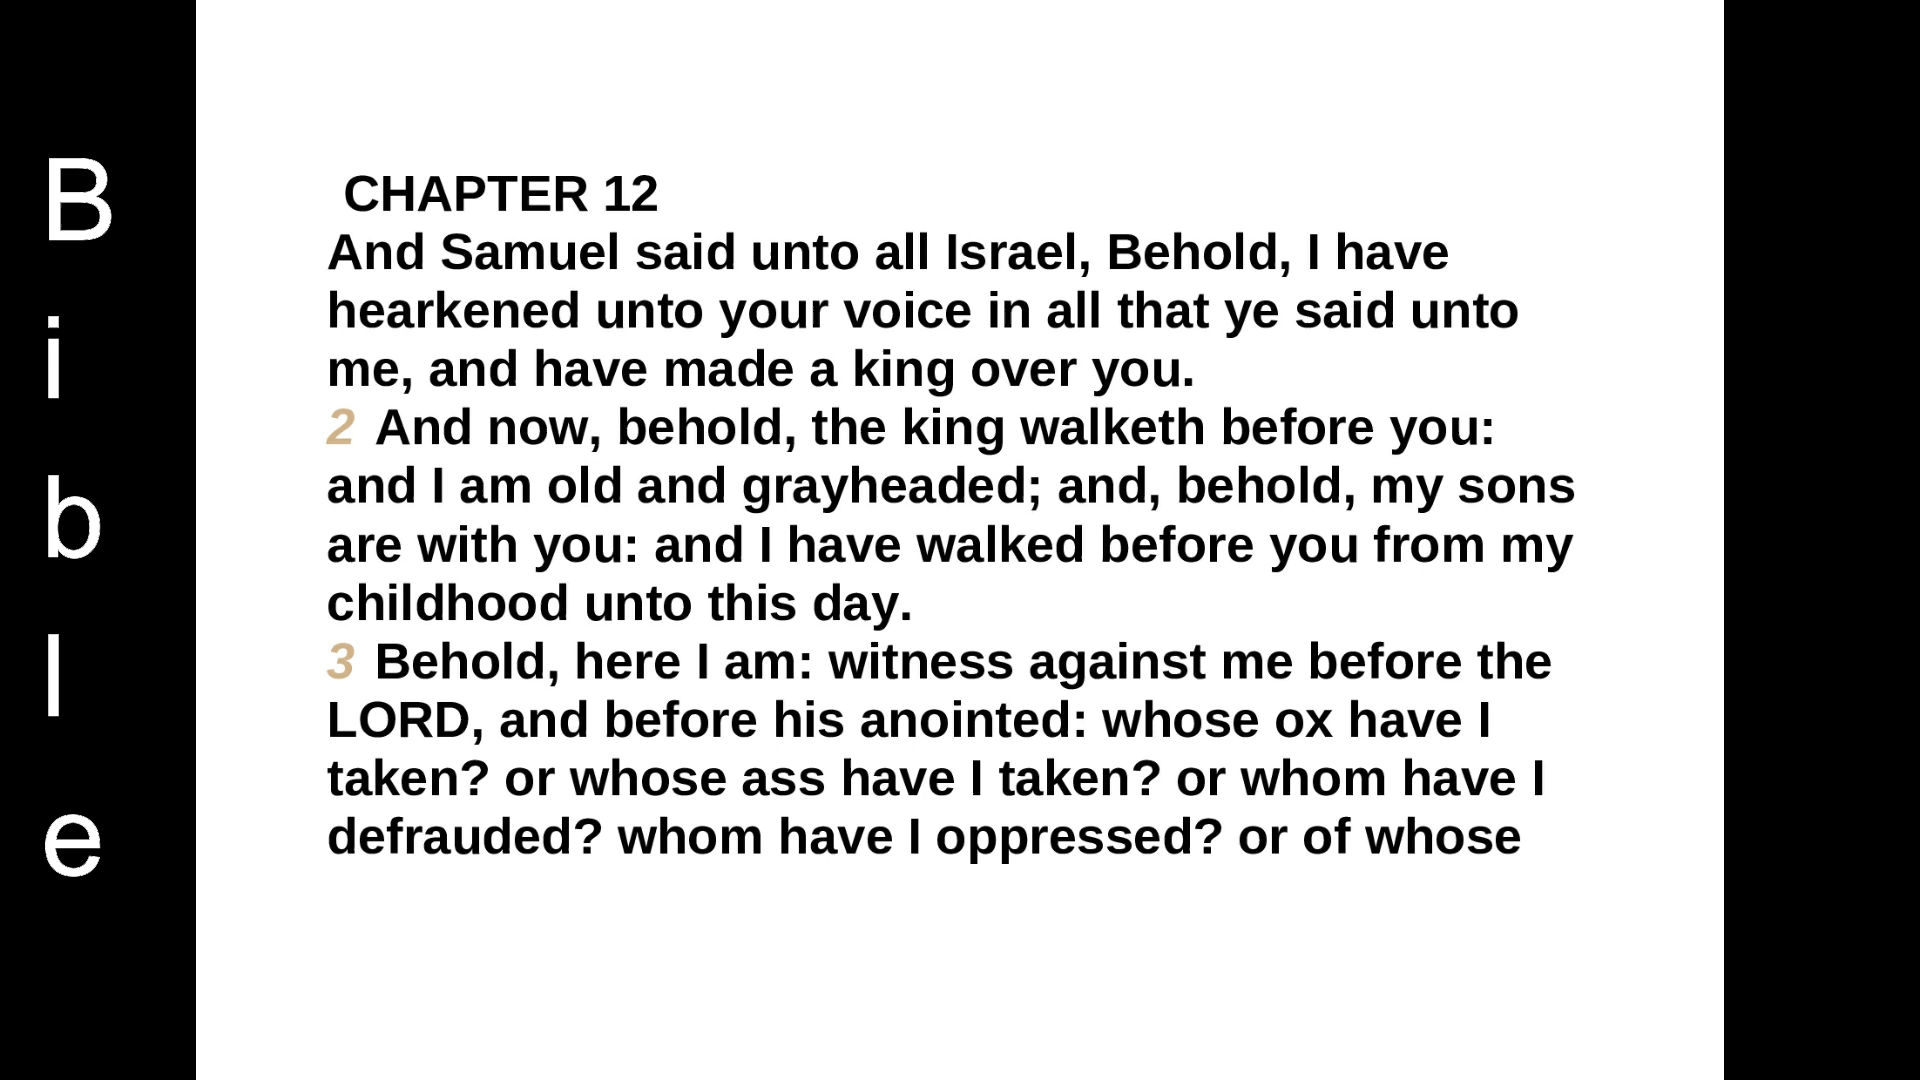 Bible
CHAPTER 12
And Samuel said unto all Israel, Behold, I have
hearkened unto your voice in all that ye said unto
me, and have made a king over you.
2 And now, behold, the king walketh before you:
and I am old and grayheaded; and, behold, my sons
are with you: and I have walked before you from my
childhood unto this day.
3 Behold, here I am: witness against me before the
LORD, and before his anointed: whose ox have I
taken? or whose ass have I taken? or whom have I
defrauded? whom have I oppressed? or of whose